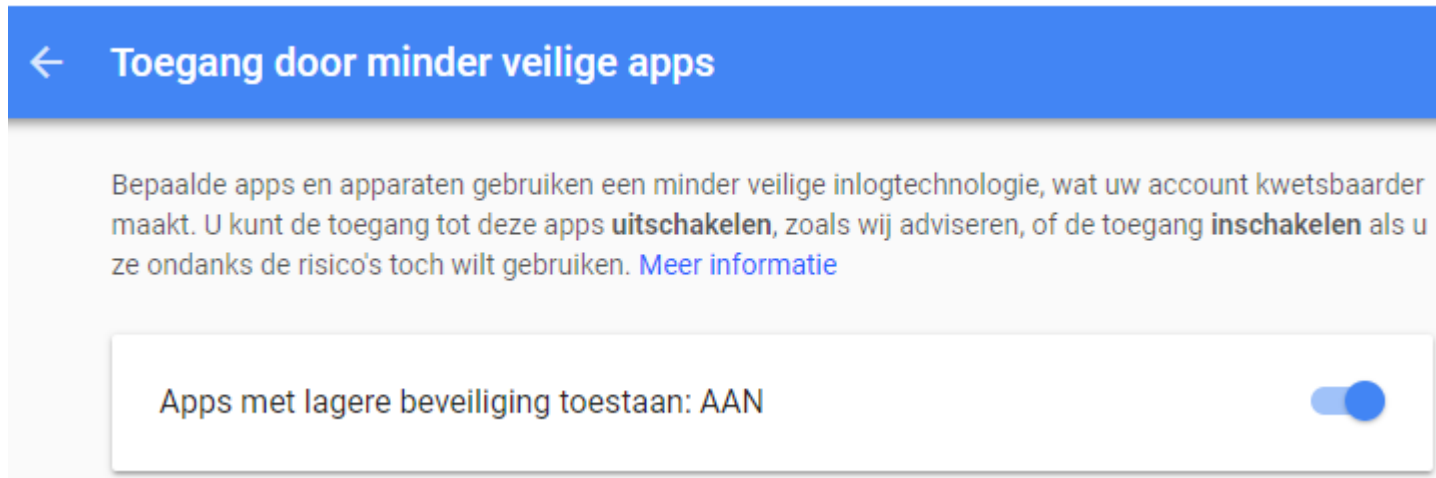 Toegang door minder veilige apps
Bepaalde apps en apparaten gebruiken een minder veilige inlogtechnologie, wat uw account kwetsbaarder
maakt. U kunt de toegang tot deze apps uitschakelen, zoals wij adviseren, of de toegang inschakelen als u
ze ondanks de risico's toch wilt gebruiken. Meer informatie
Apps met lagere beveiliging toestaan: AAN